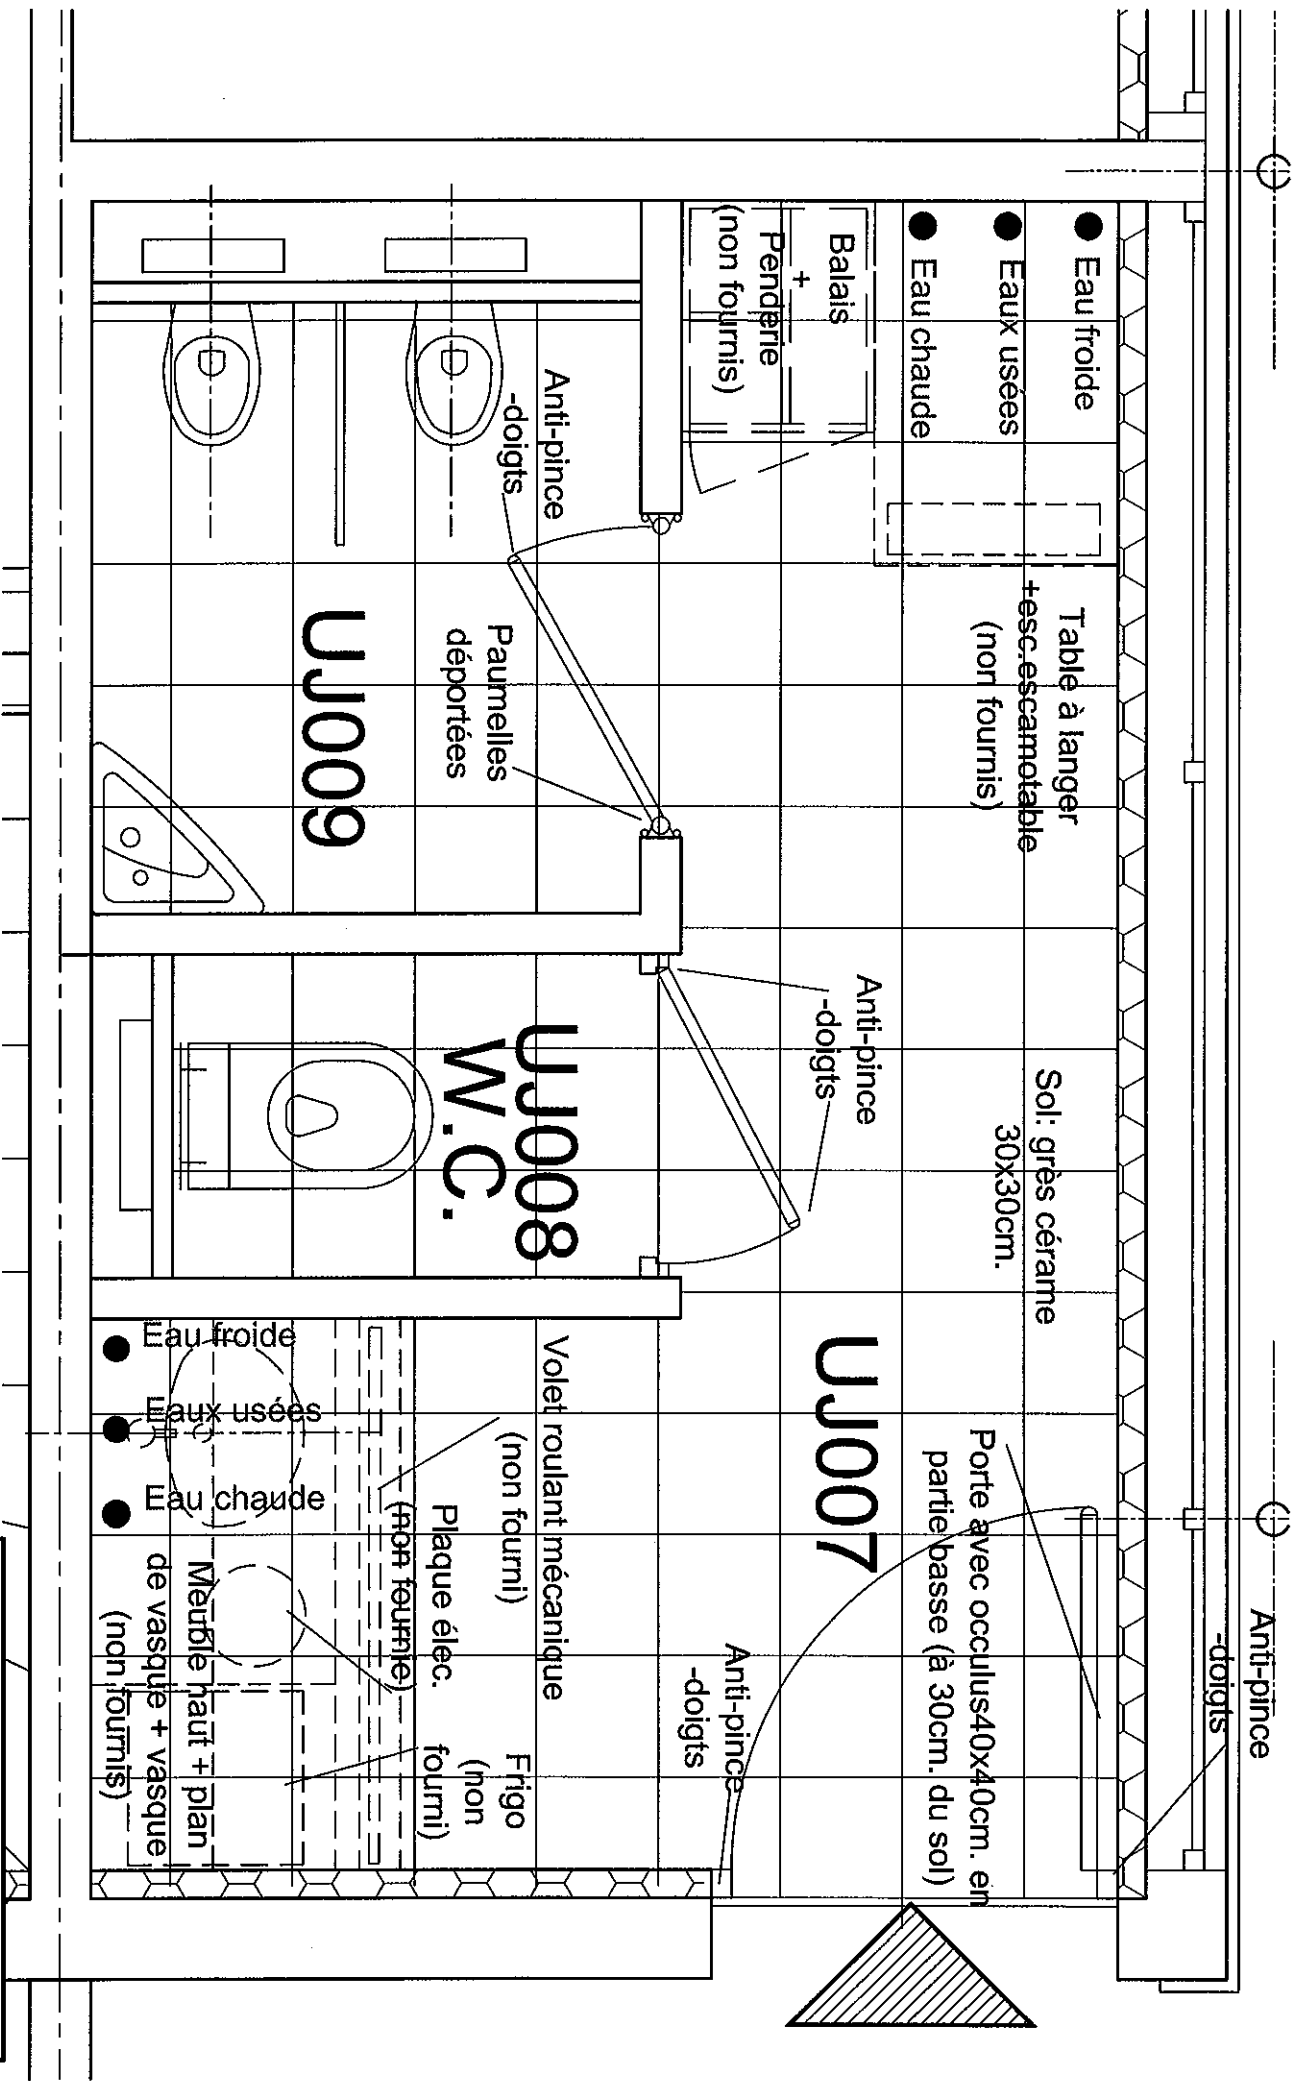 Eau froide
Eaux usées
Eau chaude
Balais
+
Penderie
(non fournis)
Table à langer
+esc.escamotable
(non fournis)
Anti-pince
-doigts
Paumelles
déportées
UJ009
Sol: grès cérame
30x30cm.
Anti-pince
-doigts
UJ008
W.C.
UJ007
Porte avec occulus40x40cm. en
partie basse (à 30cm. du sol)
Anti-pince
-doigts
Anti-pince
-doigts
Volet roulant mécanique
(non fourni)
Plaque élec.
(non fournie)
Frigo
(non
fourni)
Eau froide
Eaux usées
Eau chaude
Meuble haut + plan
de vasque + vasque
(non fournis)